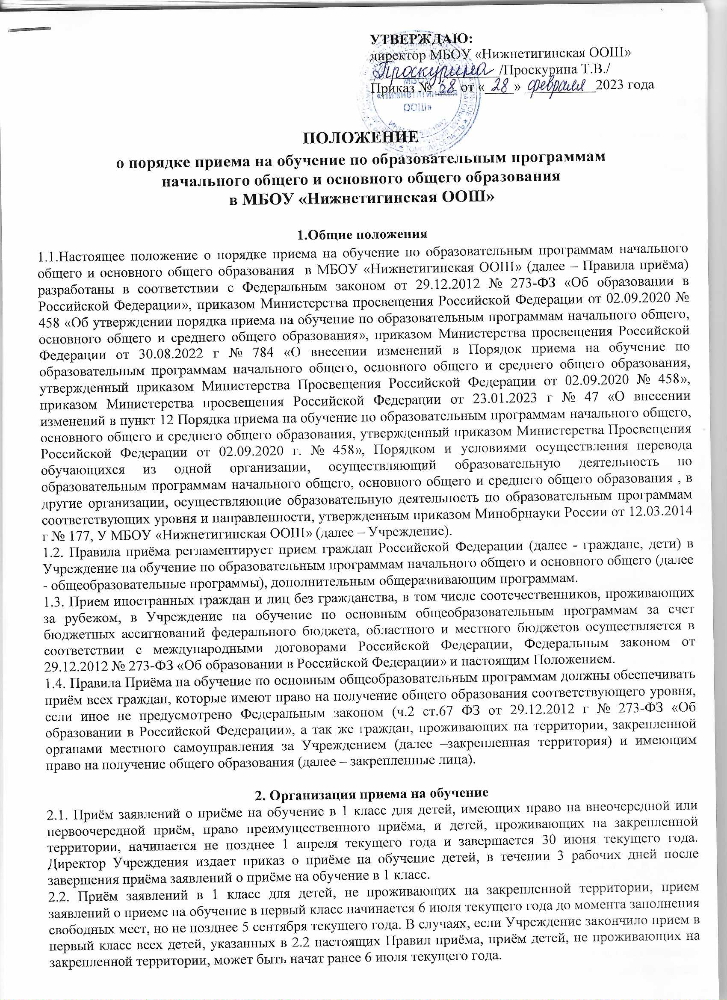 УТВЕРЖДАЮ:
директор МБОУ «Нижнетигинская ООШ»
Проскурина /Проскурина Т.В./
Приказ № от « 28 » февраля 2023 года
«Нижнетигинская
ООШ»
ПОЛОЖЕНИЕ
о порядке приема на обучение по образовательным программам
начального общего и основного общего образования
в МБОУ «Нижнетигинская ООШ»
1.Общие положения
1.1.Настоящее положение о порядке приема на обучение по образовательным программам начального
общего и основного общего образования в МБОУ «Нижнетигинская ООШ» (далее – Правила приёма)
разработаны в соответствии с Федеральным законом от 29.12.2012 № 273-ФЗ «Об образовании в
Российской Федерации», приказом Министерства просвещения Российской Федерации от 02.09.2020 №
458 «Об утверждении порядка приема на обучение по образовательным программам начального общего,
основного общего и среднего общего образования», приказом Министерства просвещения Российской
Федерации от 30.08.2022 г № 784 «О внесении изменений в Порядок приема на обучение по
образовательным программам начального общего, основного общего и среднего общего образования,
утвержденный приказом Министерства Просвещения Российской Федерации от 02.09.2020 № 458»,
приказом Министерства просвещения Российской Федерации от 23.01.2023 г № 47 «О внесении
изменений в пункт 12 Порядка приема на обучение по образовательным программам начального общего,
основного общего и среднего общего образования, утвержденный приказом Министерства Просвещения
Российской Федерации от 02.09.2020 г. № 458», Порядком и условиями осуществления перевода
обучающихся из одной организации, осуществляющий образовательную деятельность по
образовательным программам начального общего, основного общего и среднего общего образования , в
другие организации, осуществляющие образовательную деятельность по образовательным программам
соответствующих уровня и направленности, утвержденным приказом Минобрнауки России от 12.03.2014
г № 177, У МБОУ «Нижнетигинская ООШ» (далее – Учреждение).
1.2. Правила приёма регламентирует прием граждан Российской Федерации (далее - граждане, дети) в
Учреждение на обучение по образовательным программам начального общего и основного общего (далее
- общеобразовательные программы), дополнительным общеразвивающим программам.
1.3. Прием иностранных граждан и лиц без гражданства, в том числе соотечественников, проживающих
за рубежом, в Учреждение на обучение по основным общеобразовательным программам за счет
бюджетных ассигнований федерального бюджета, областного и местного бюджетов осуществляется в
соответствии с международными договорами Российской Федерации, Федеральным законом от
29.12.2012 № 273-ФЗ «Об образовании в Российской Федерации» и настоящим Положением.
1.4. Правила Приёма на обучение по основным общеобразовательным программам должны обеспечивать
приём всех граждан, которые имеют право на получение общего образования соответствующего уровня,
если иное не предусмотрено Федеральным законом (ч.2 ст.67 ФЗ от 29.12.2012 г № 273-ФЗ «Об
образовании в Российской Федерации», а так же граждан, проживающих на территории, закрепленной
органами местного самоуправления за Учреждением (далее –закрепленная территория) и имеющим
право на получение общего образования (далее – закрепленные лица).
2. Организация приема на обучение
2.1. Приём заявлений о приёме на обучение в 1 класс для детей, имеющих право на внеочередной или
первоочередной приём, право преимущественного приёма, и детей, проживающих на закрепленной
территории, начинается не позднее 1 апреля текущего года и завершается 30 июня текущего года.
Директор Учреждения издает приказ о приёме на обучение детей, в течении 3 рабочих дней после
завершения приёма заявлений о приёме на обучение в 1 класс.
2.2. Приём заявлений в 1 класс для детей, не проживающих на закрепленной территории, прием
заявлений о приеме на обучение в первый класс начинается 6 июля текущего года до момента заполнения
свободных мест, но не позднее 5 сентября текущего года. В случаях, если Учреждение закончило прием в
первый класс всех детей, указанных в 2.2 настоящих Правил приёма, приём детей, не проживающих на
закрепленной территории, может быть начат ранее 6 июля текущего года.